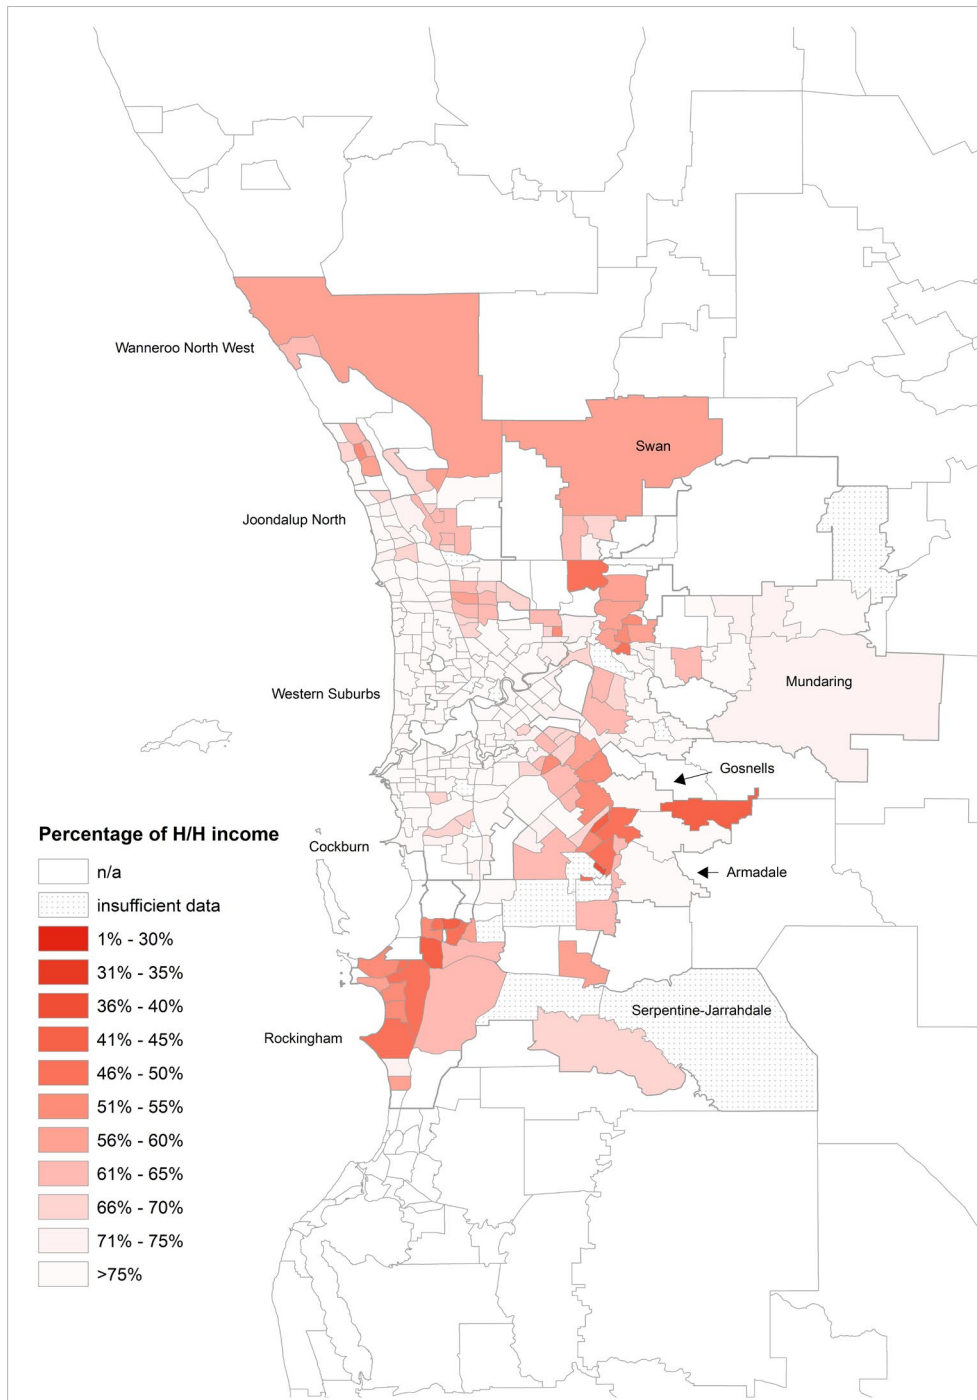 Wanneroo North West
Swan
Joondalup North
Western Suburbs
Mundaring
Gosnells
Percentage of H/H income
Cockburn
Armadale
n/a
insufficient data
1% - 30%
31% - 35%
36% - 40%
41% - 45%
46% - 50%
51% - 55%
56% - 60%
61% - 65%
66% - 70%
71% - 75%
>75%
Serpentine-Jarrahdale
Rockingham